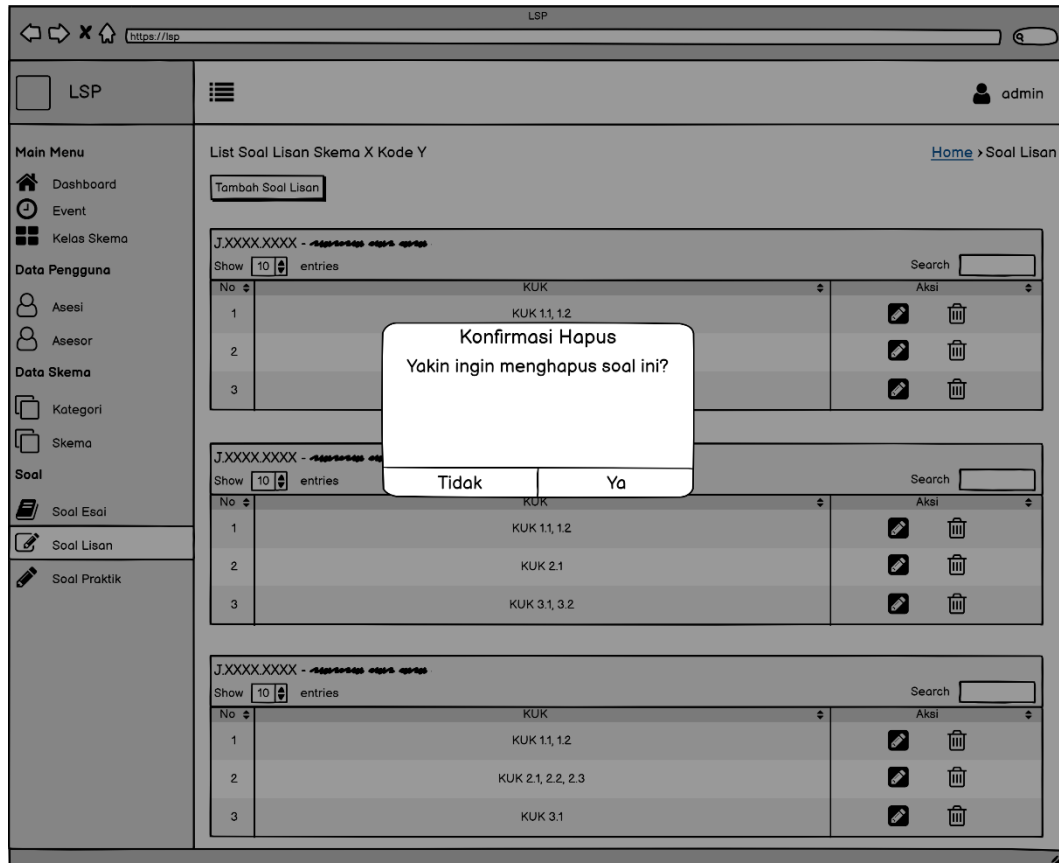 LSP
https://lsp
LSP
admin
Main Menu
Dashboard
Event
Kelas Skema
Data Pengguna
Asesi
Asesor
Data Skema
Kategori
Skema
Soal
Soal Esai
Soal Lisan
Soal Praktik
List Soal Lisan Skema X Kode Y
Home › Soal Lisan
Tambah Soal Lisan
J.XXXX.XXXX -
Show 10 entries Search
No KUK Aksi
1 KUK 1.1, 1.2
2
3
Konfirmasi Hapus
Yakin ingin menghapus soal ini?
Tidak Ya
J.XXXX.XXXX -
Show 10 entries Search
No KUK Aksi
1 KUK 1.1, 1.2
2 KUK 2.1
3 KUK 3.1, 3.2
J.XXXX.XXXX -
Show 10 entries Search
No KUK Aksi
1 KUK 1.1, 1.2
2 KUK 2.1, 2.2, 2.3
3 KUK 3.1